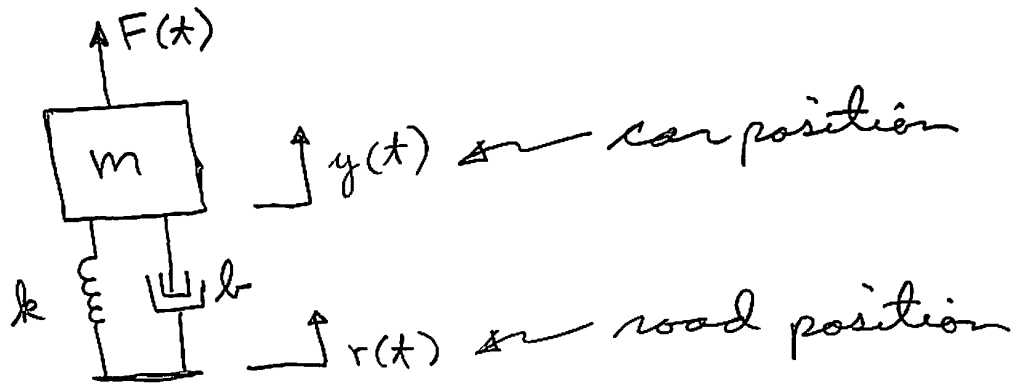 F(t)
m
y(t) car position
k b
r(t) road position